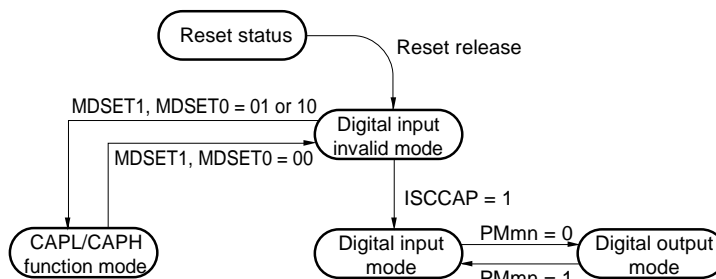 Reset status
Reset release
MDSET1, MDSET0 = 01 or 10
Digital input
invalid mode
MDSET1, MDSET0 = 00
ISCCAP = 1
CAPL/CAPH
function mode
Digital input
mode
PMmn = 0
Digital output
mode
PMmn = 1